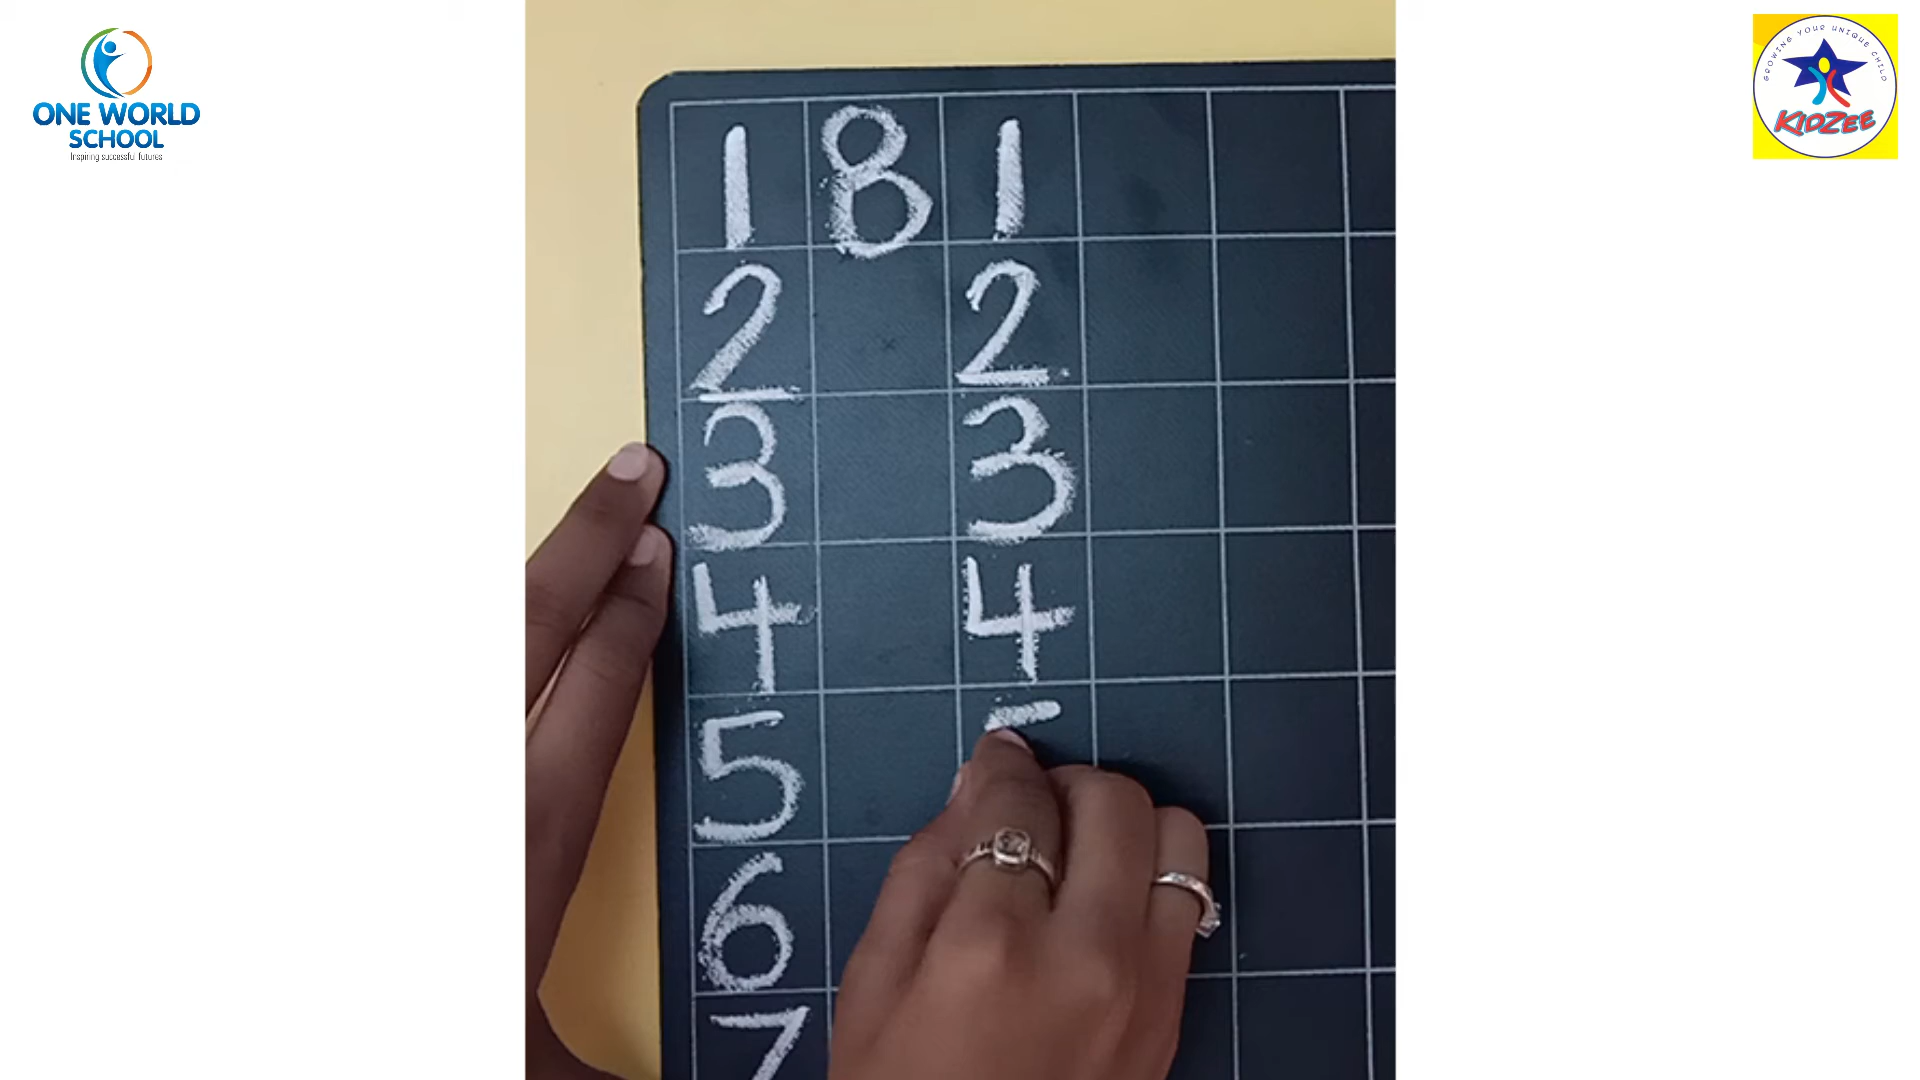 ONE WORLD
SCHOOL
Inspiring successful futures
GROWING YOUR UNIQUE CHILD
KIDZEE
1 8 1
2 2
3 3
4 4
5
6
7